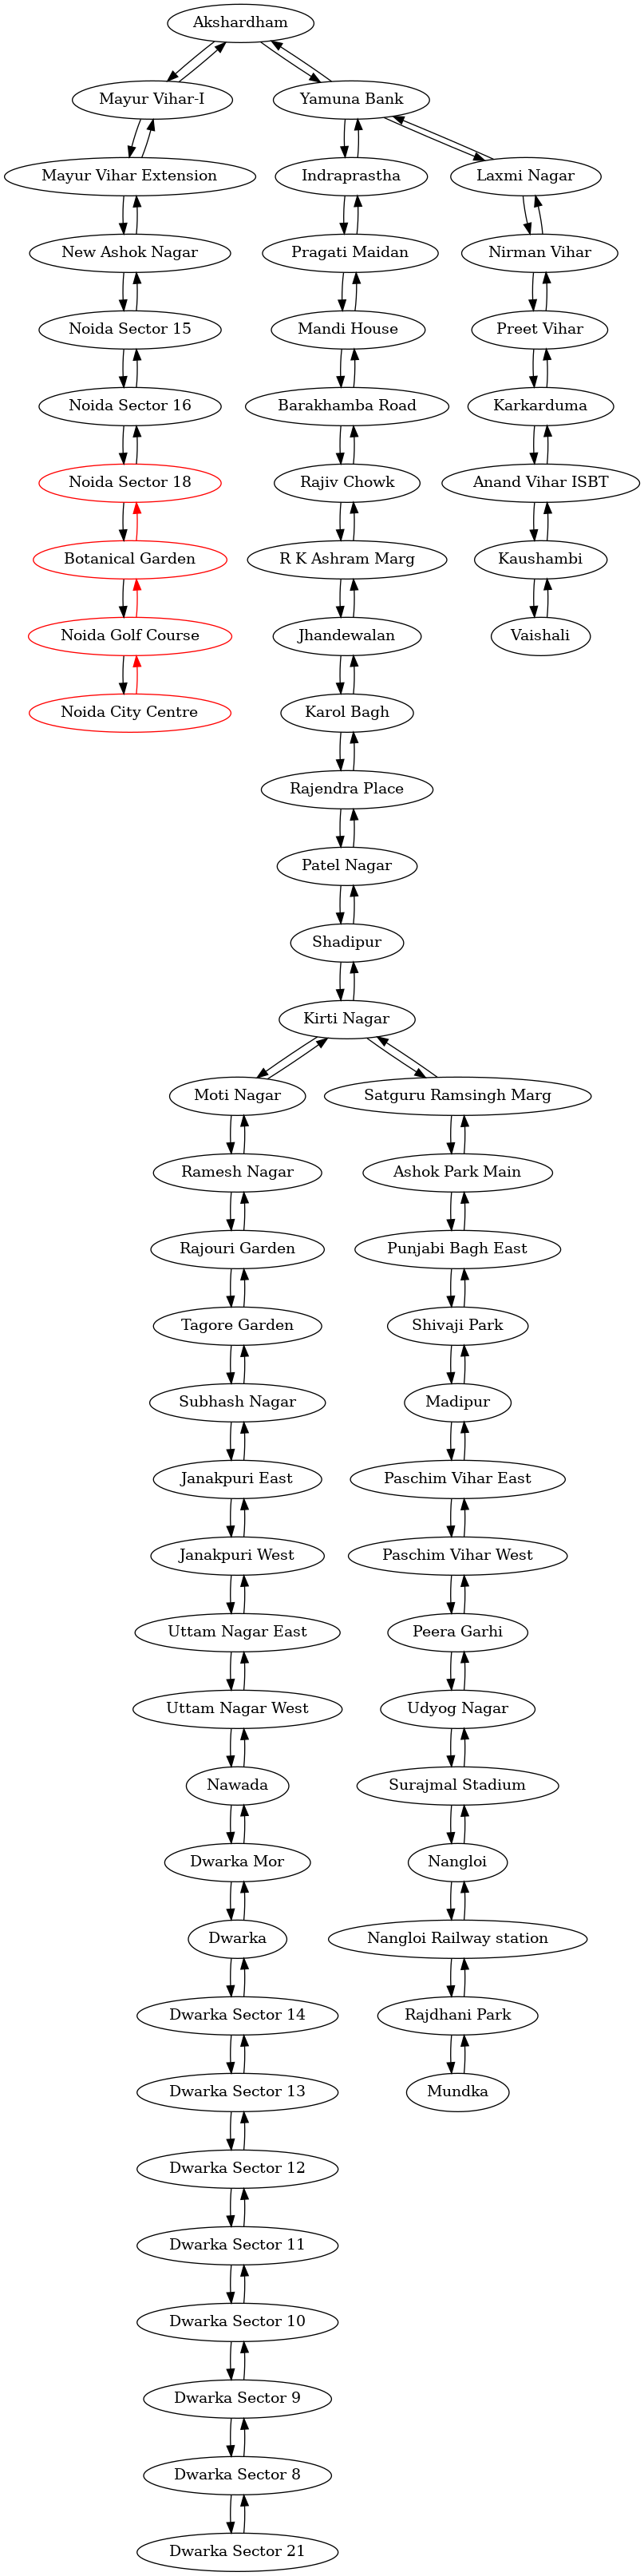 Akshardham
Mayur Vihar-I
Yamuna Bank
Mayur Vihar Extension
Indraprastha
Laxmi Nagar
New Ashok Nagar
Pragati Maidan
Nirman Vihar
Noida Sector 15
Mandi House
Preet Vihar
Noida Sector 16
Barakhamba Road
Karkarduma
Noida Sector 18
Rajiv Chowk
Anand Vihar ISBT
Botanical Garden
R K Ashram Marg
Kaushambi
Noida Golf Course
Jhandewalan
Vaishali
Noida City Centre
Karol Bagh
Rajendra Place
Patel Nagar
Shadipur
Kirti Nagar
Moti Nagar
Satguru Ramsingh Marg
Ramesh Nagar
Ashok Park Main
Rajouri Garden
Punjabi Bagh East
Tagore Garden
Shivaji Park
Subhash Nagar
Madipur
Janakpuri East
Paschim Vihar East
Janakpuri West
Paschim Vihar West
Uttam Nagar East
Peera Garhi
Uttam Nagar West
Udyog Nagar
Nawada
Surajmal Stadium
Dwarka Mor
Nangloi
Dwarka
Nangloi Railway station
Dwarka Sector 14
Rajdhani Park
Dwarka Sector 13
Mundka
Dwarka Sector 12
Dwarka Sector 11
Dwarka Sector 10
Dwarka Sector 9
Dwarka Sector 8
Dwarka Sector 21